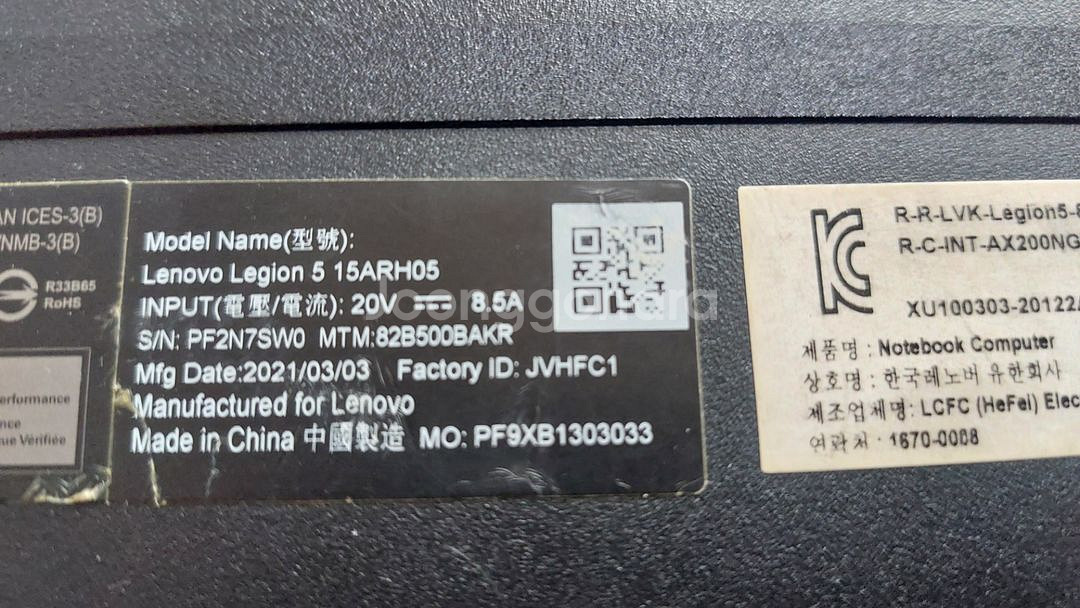 AN ICES-3(B)
/NMB-3(B)
R33B65
RoHS
erformance
nce
ue Vérifiée
Model Name(型號):
Lenovo Legion 5 15ARH05
INPUT(電壓/電流): 20V 8.5A
S/N: PF2N7SW0 MTM:82B500BAKR
Mfg Date:2021/03/03 Factory ID: JVHFC1
Manufactured for Lenovo
Made in China 中國製造 MO: PF9XB1303033
R-R-LVK-Legion5-
R-C-INT-AX200NG
XU100303-20122
제품명 : Notebook Computer
상호명 : 한국레노버 유한회사
제조업체명: LCFC (HeFei) Elec
연락처 : 1670-0088